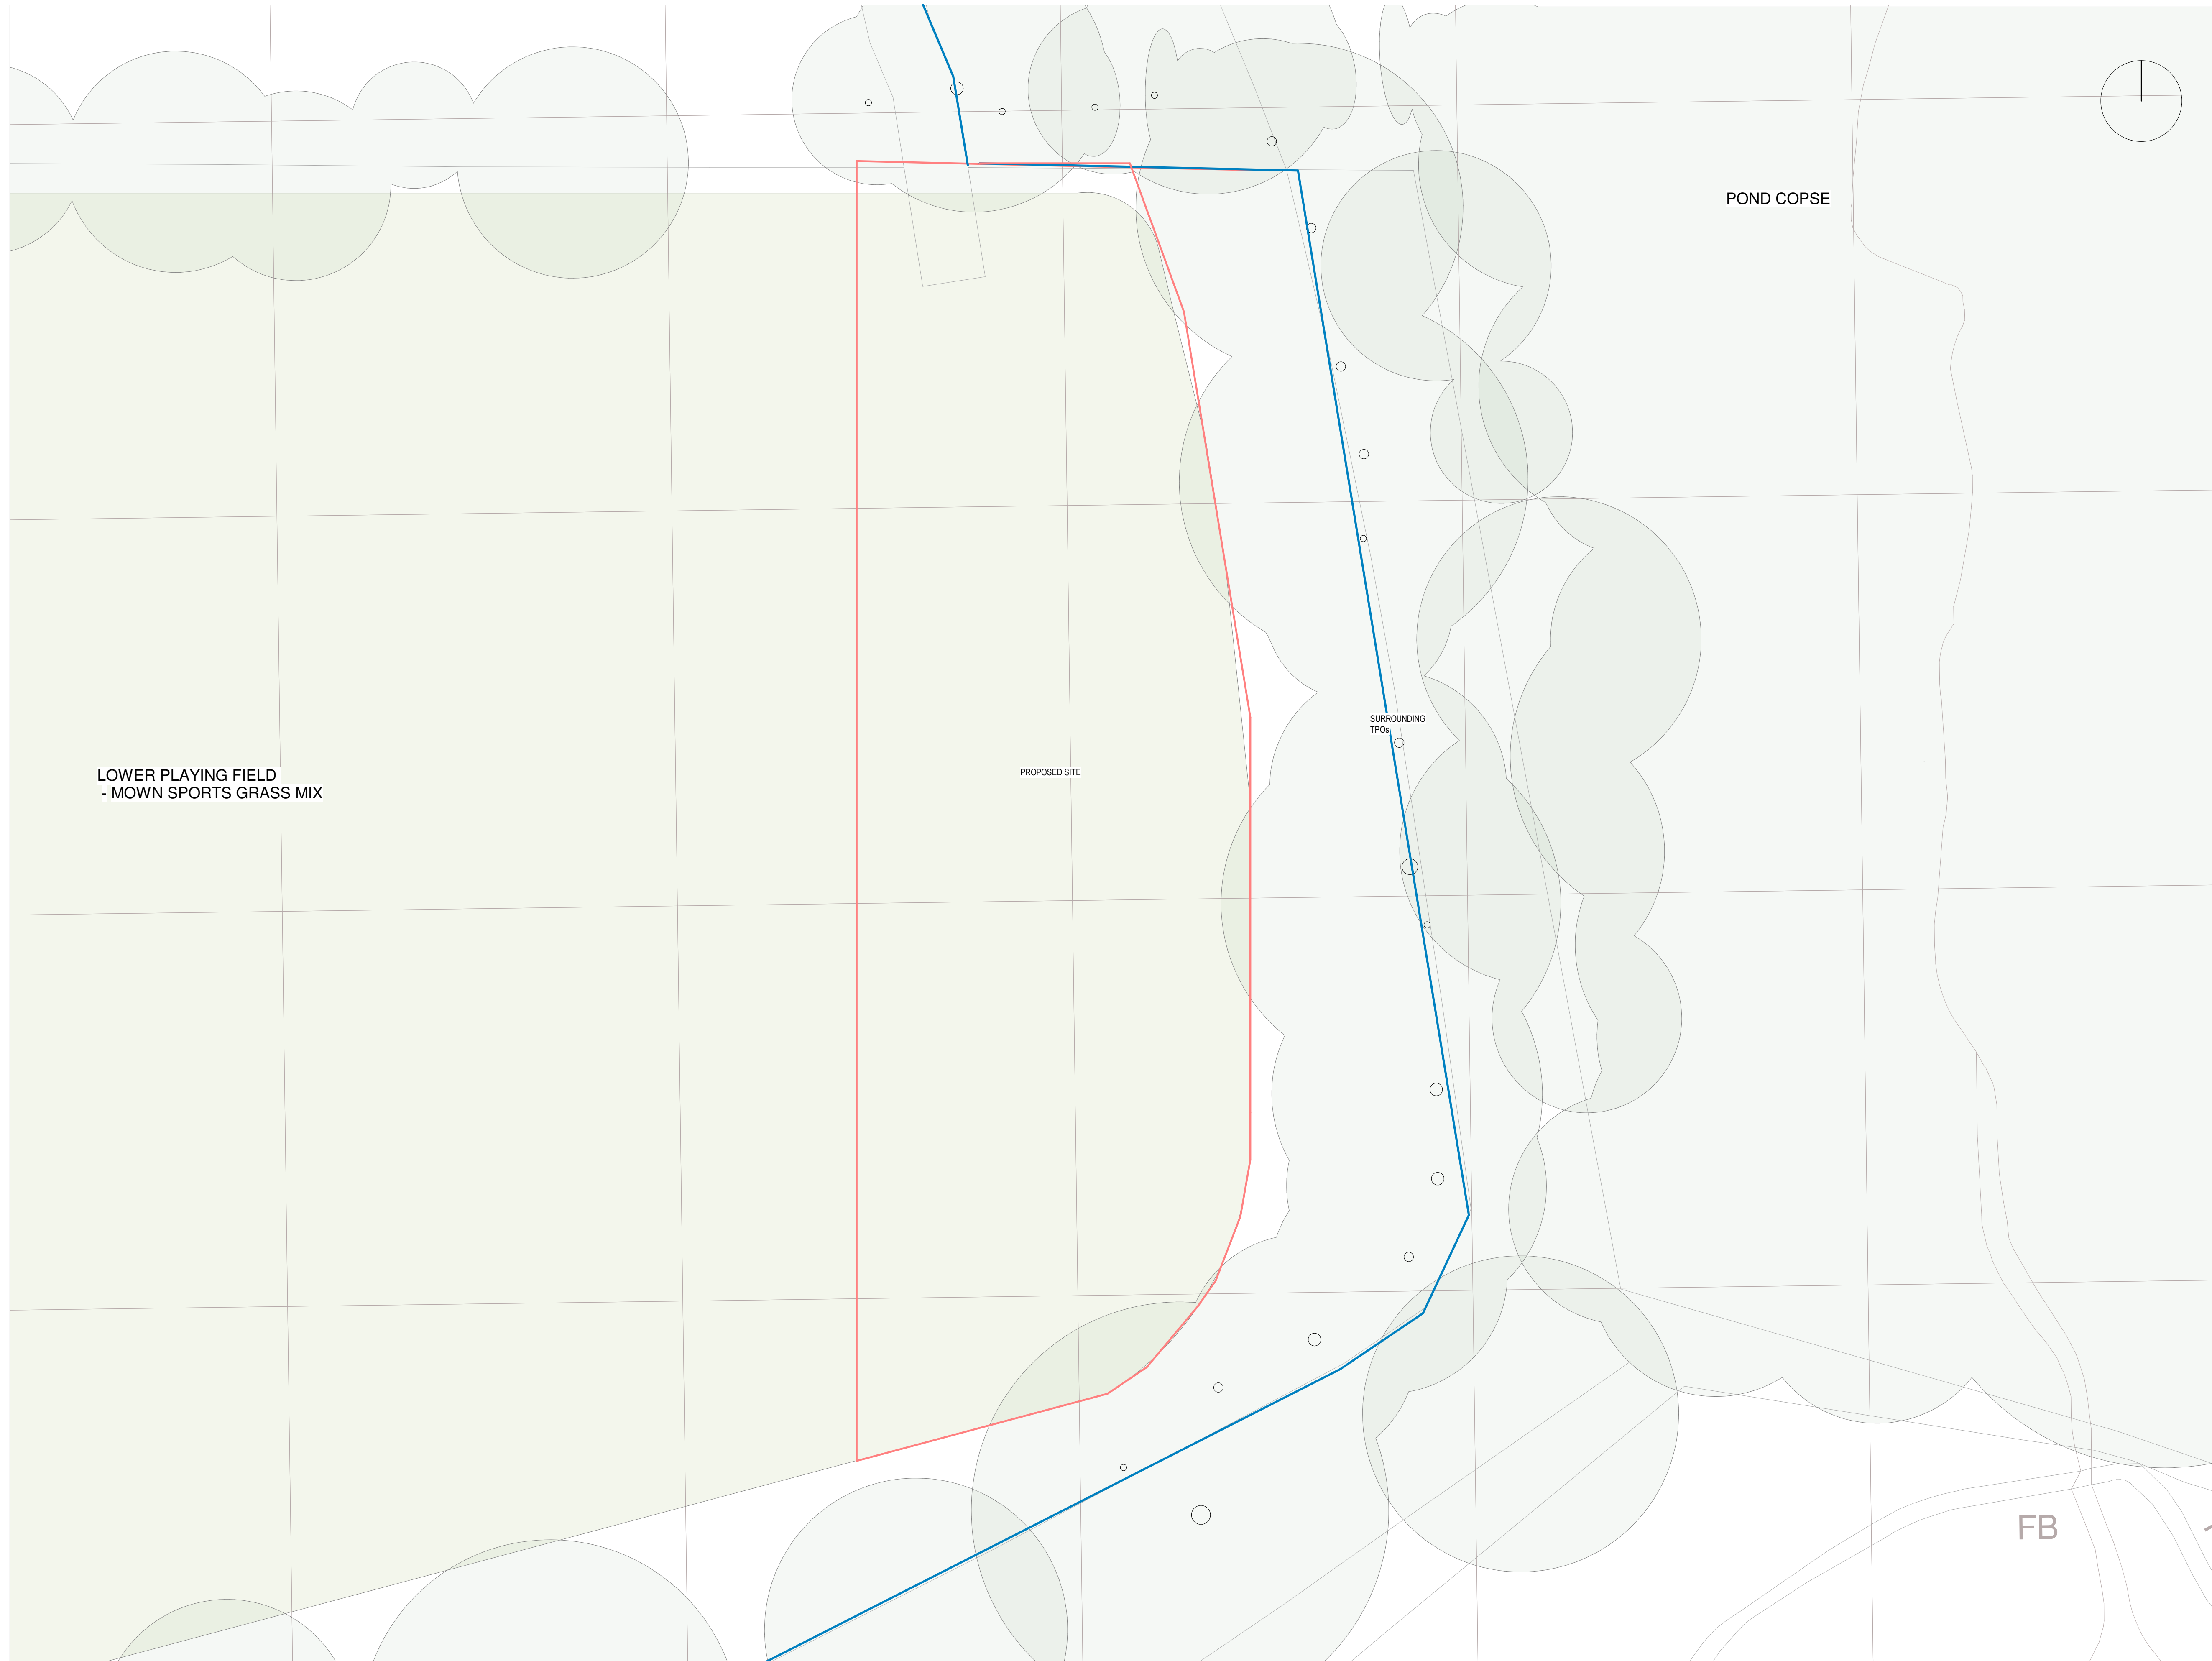 POND COPSE
SURROUNDING
TPOs
PROPOSED SITE
LOWER PLAYING FIELD
- MOWN SPORTS GRASS MIX
FB